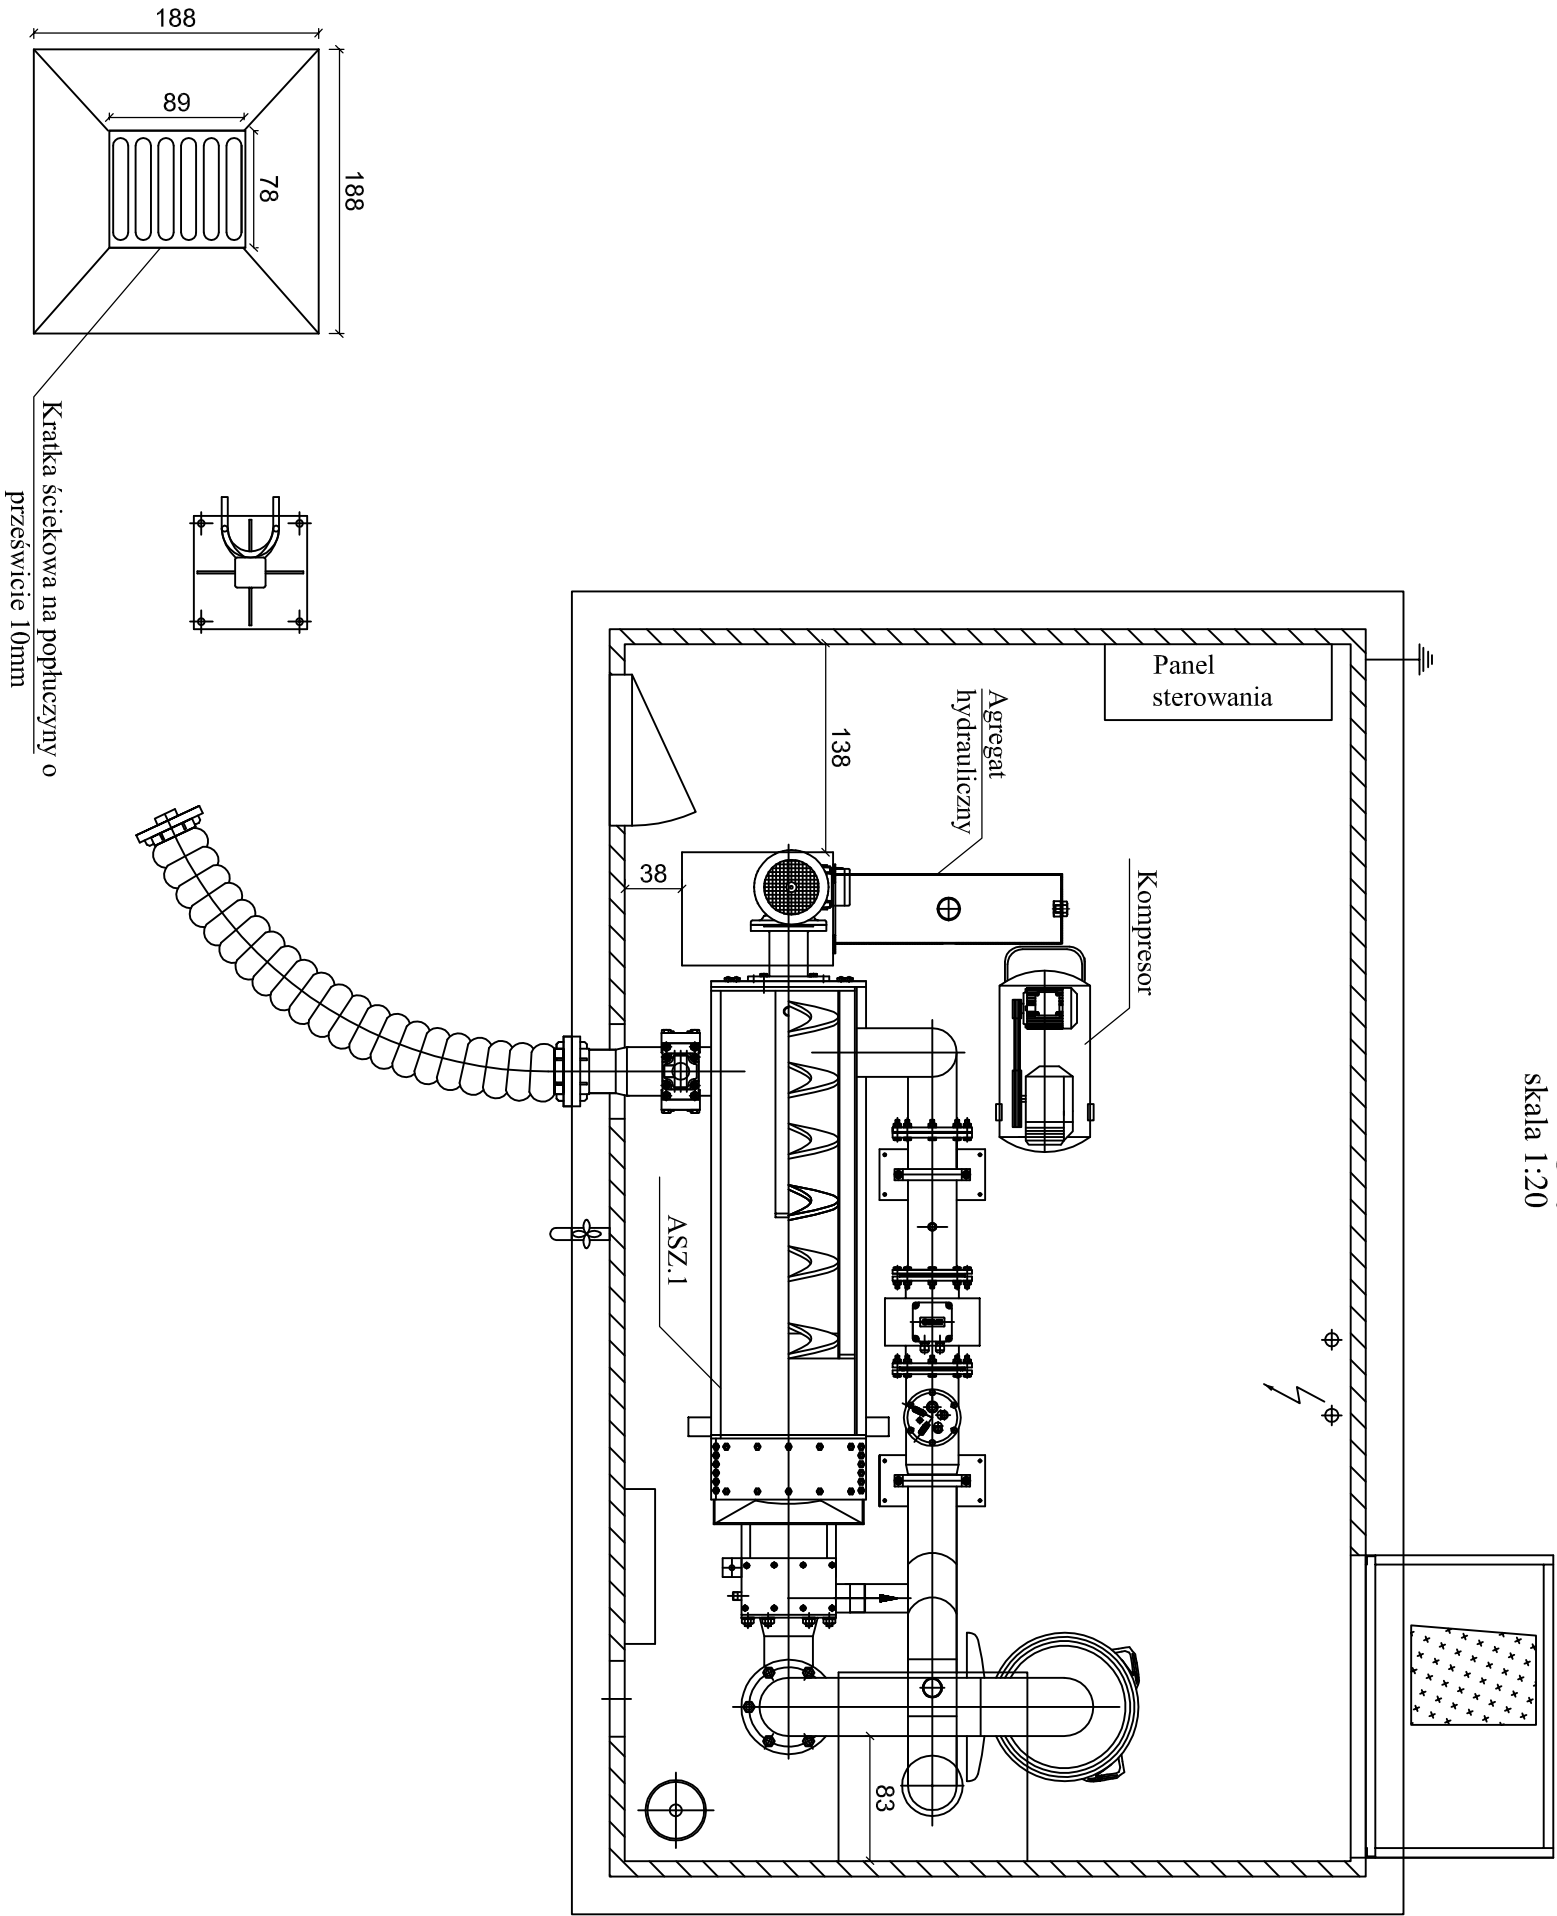 188
188
89
78
Kratka ściekowa na popłuczyny o
prześwicie 10mm
Panel
sterowania
138
Agregat
hydrauliczny
38
Kompresor
ASZ.1
83
skala 1:20